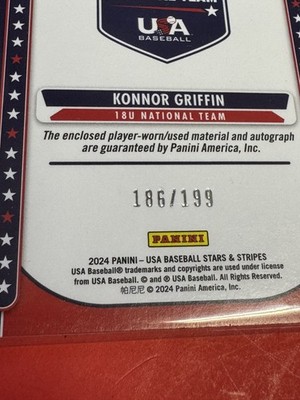 USA
BASEBALL
KONNOR GRIFFIN
18U NATIONAL TEAM
The enclosed player-worn/used material and autograph
are guaranteed by Panini America, Inc.
186/199
PANINI
2024 PANINI – USA BASEBALL STARS & STRIPES
USA Baseball® trademarks and copyrights are used under license
from USA Baseball. © and ® USA Baseball. All Rights Reserved.
帕尼尼 © 2024 Panini America, Inc.